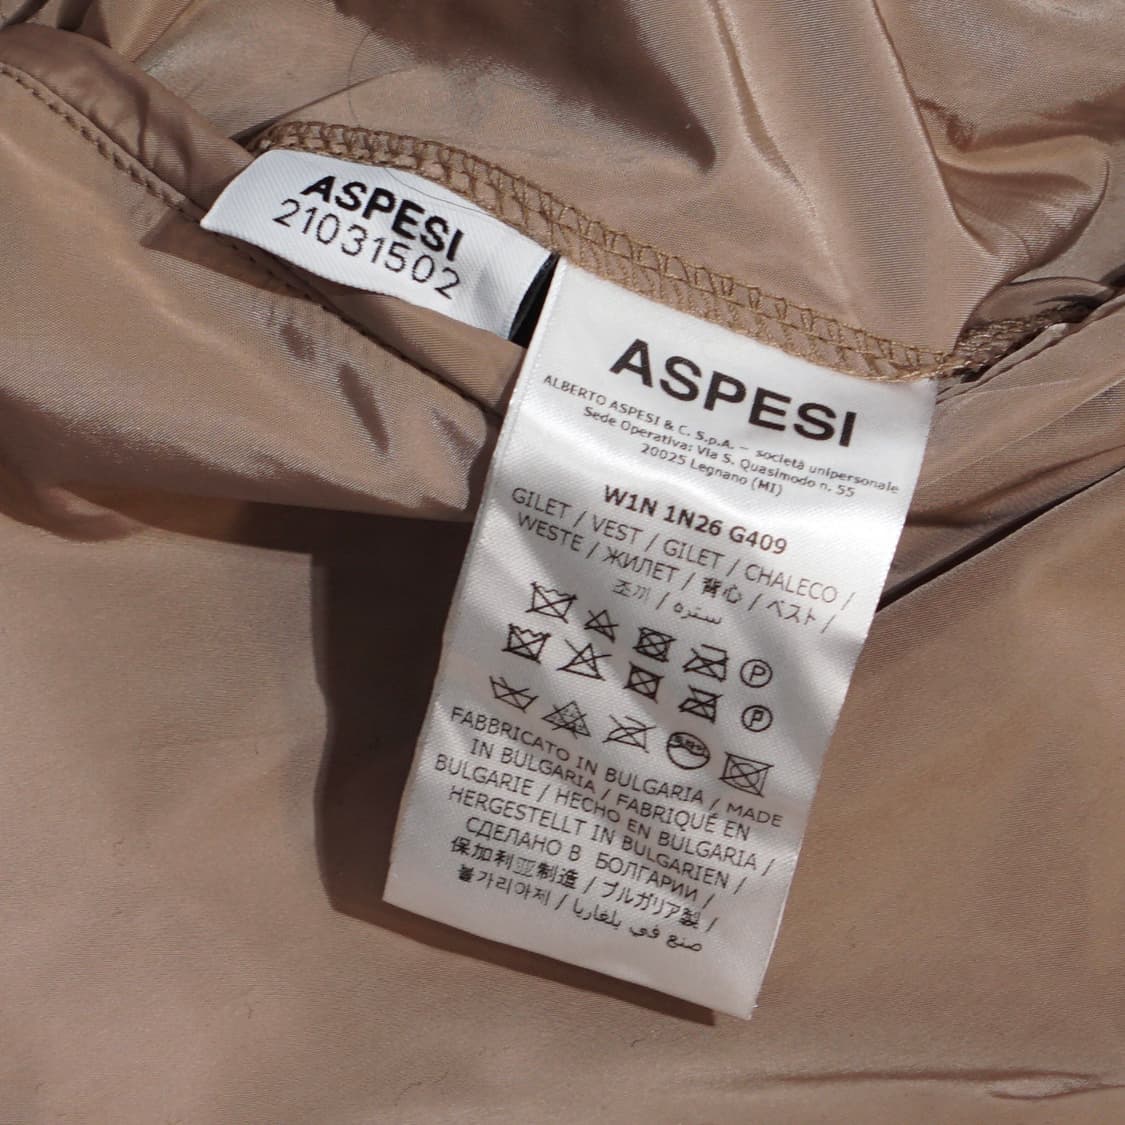 ASPESI
21031502
ASPESI
ALBERTO ASPESI & C. S.p.A. – società unipersonale
Sede Operativa: Via S. Quasimodo n. 55
20025 Legnano (MI)
W1N 1N26 G409
GILET / VEST / GILET / CHALECO /
WESTE / ЖИЛЕТ / 背心 / ベスト /
조끼 / سترة
P
P
FABBRICATO IN BULGARIA / MADE
IN BULGARIA / FABRIQUÉ EN
BULGARIE / HECHO EN BULGARIA /
HERGESTELLT IN BULGARIEN /
СДЕЛАНО В БОЛГАРИИ /
保加利亚制造 / ブルガリア製 /
불가리아제 / صنع في بلغاريا